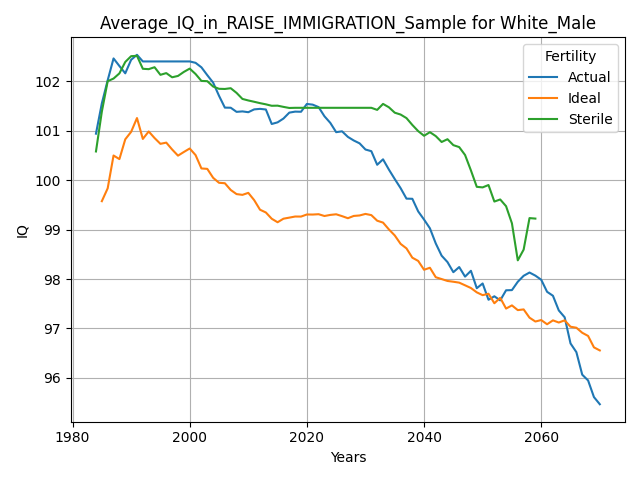 Average_IQ_in_RAISE_IMMIGRATION_Sample for White_Male
Fertility
Actual
Ideal
Sterile
IQ
102
101
100
99
98
97
96
1980
2000
2020
2040
2060
Years